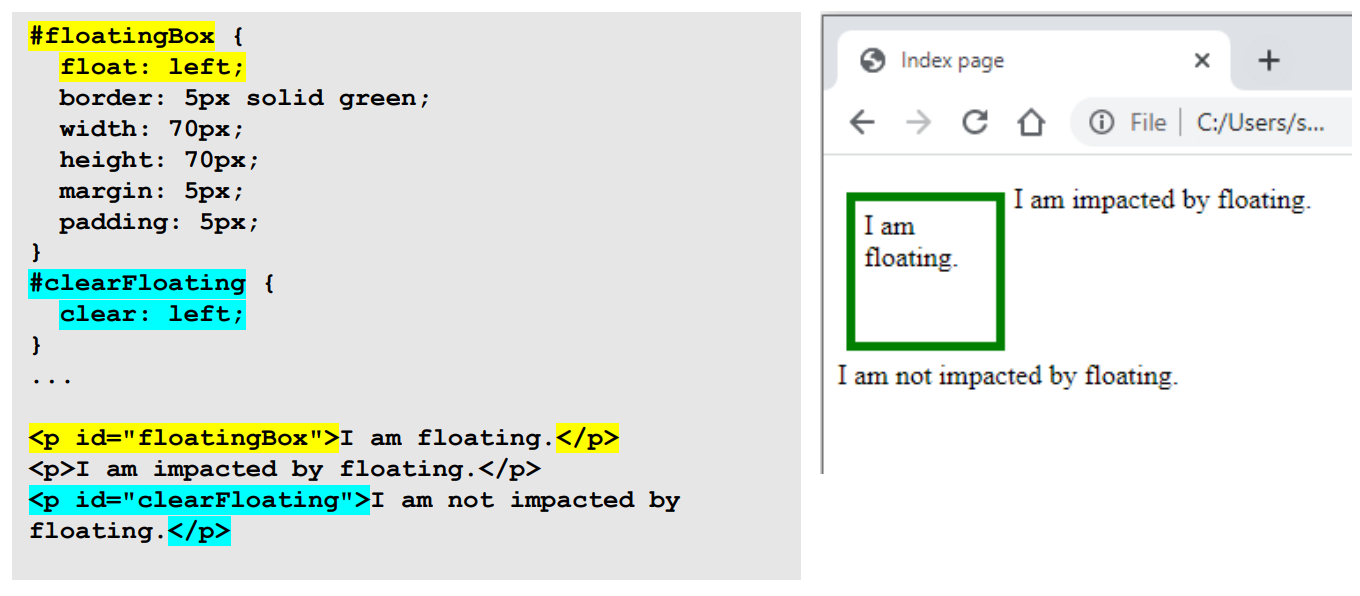 #floatingBox {
float: left;
border: 5px solid green;
width: 70px;
height: 70px;
margin: 5px;
padding: 5px;
}
#clearFloating {
clear: left;
}
...
<p id="floatingBox">I am floating.</p>
<p>I am impacted by floating.</p>
<p id="clearFloating">I am not impacted by
floating.</p>
Index page
File C:/Users/s...
I am impacted by floating.
I am
floating.
I am not impacted by floating.